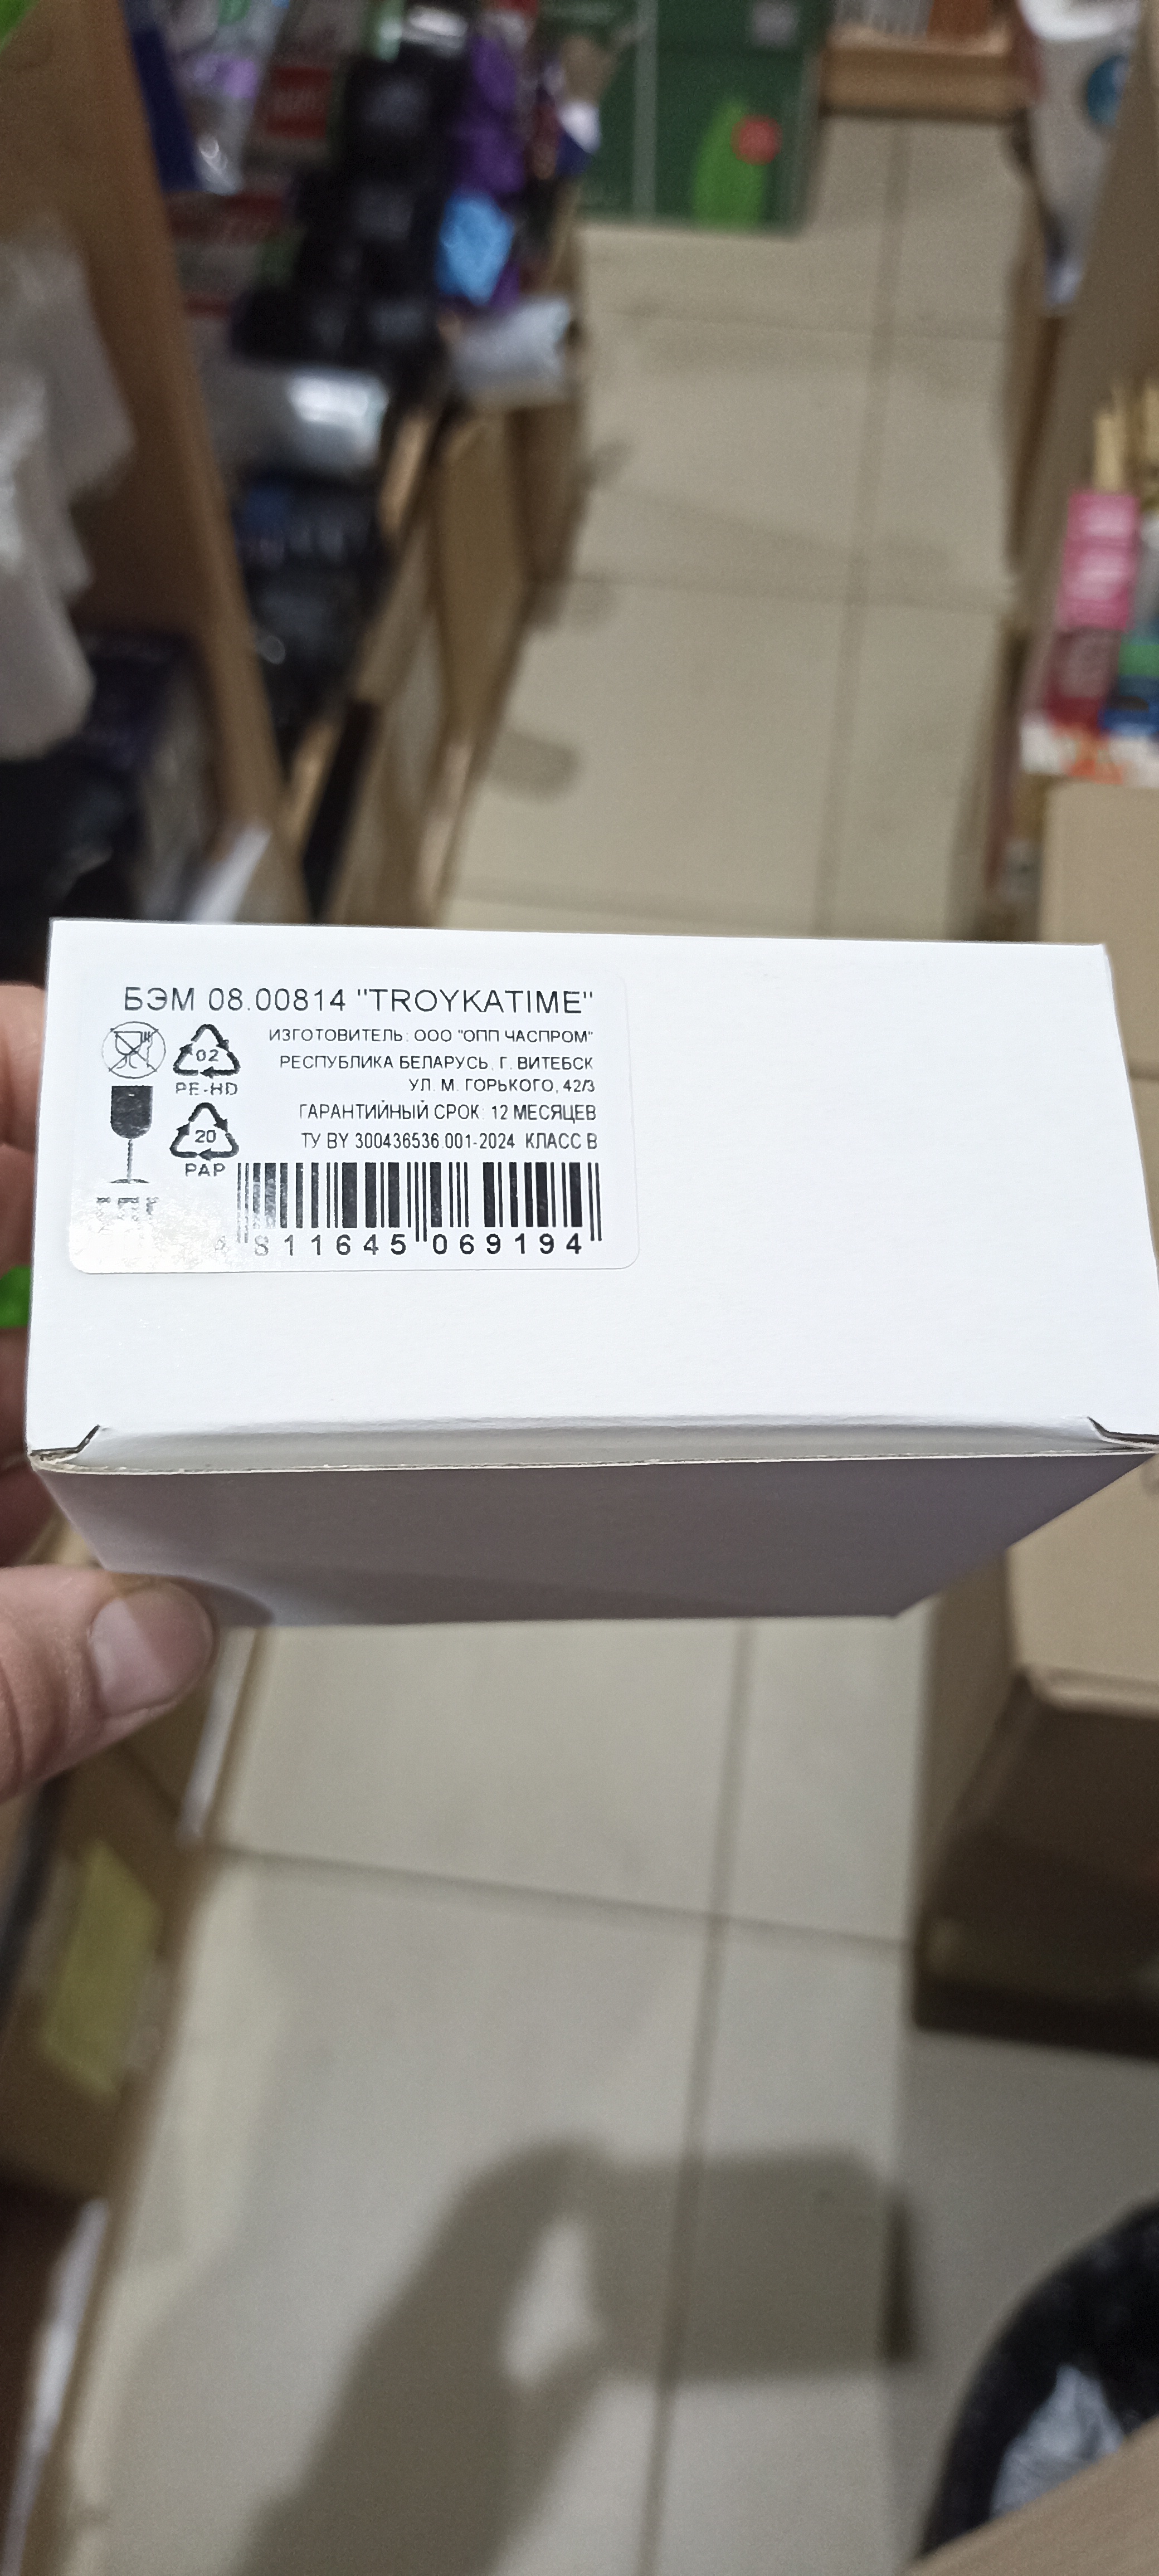 БЭМ 08.00814 "TROYKATIME"
ИЗГОТОВИТЕЛЬ: ООО "ОПП ЧАСПРОМ"
РЕСПУБЛИКА БЕЛАРУСЬ, Г. ВИТЕБСК
УЛ. М. ГОРЬКОГО, 42/3
ГАРАНТИЙНЫЙ СРОК: 12 МЕСЯЦЕВ
ТУ BY 300436536.001-2024 КЛАСС В
02
PE-HD
20
PAP
811645 069194